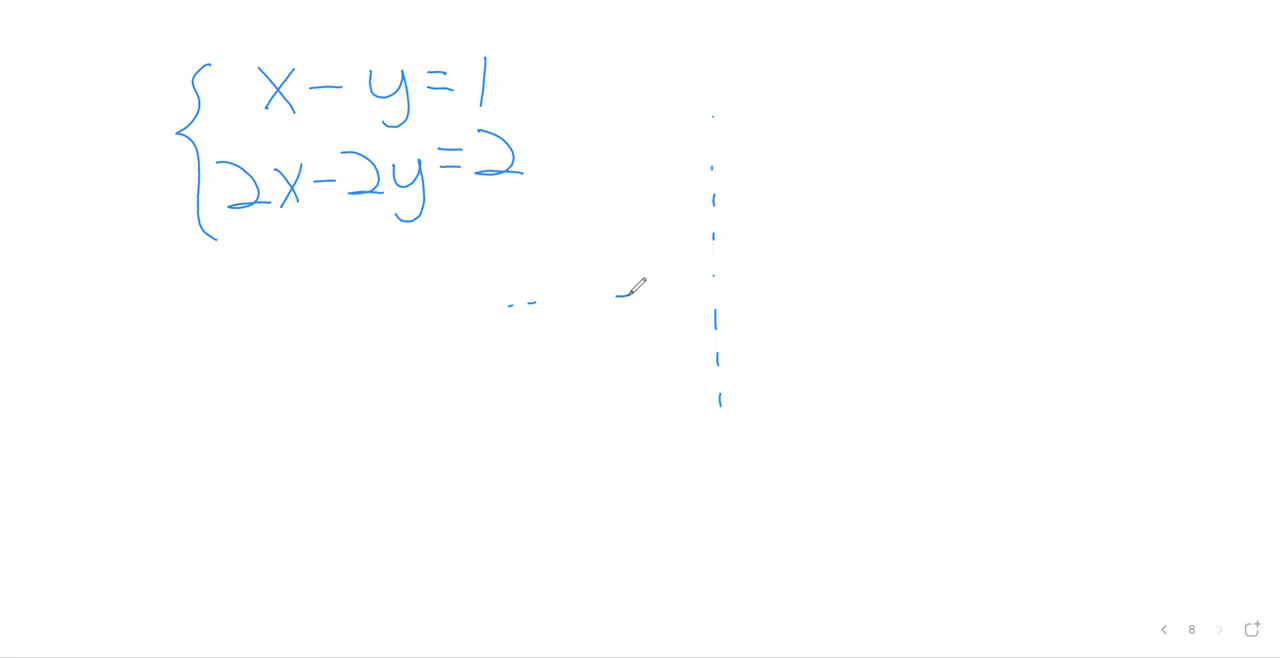 x - y = 1
2x - 2y = 2
8